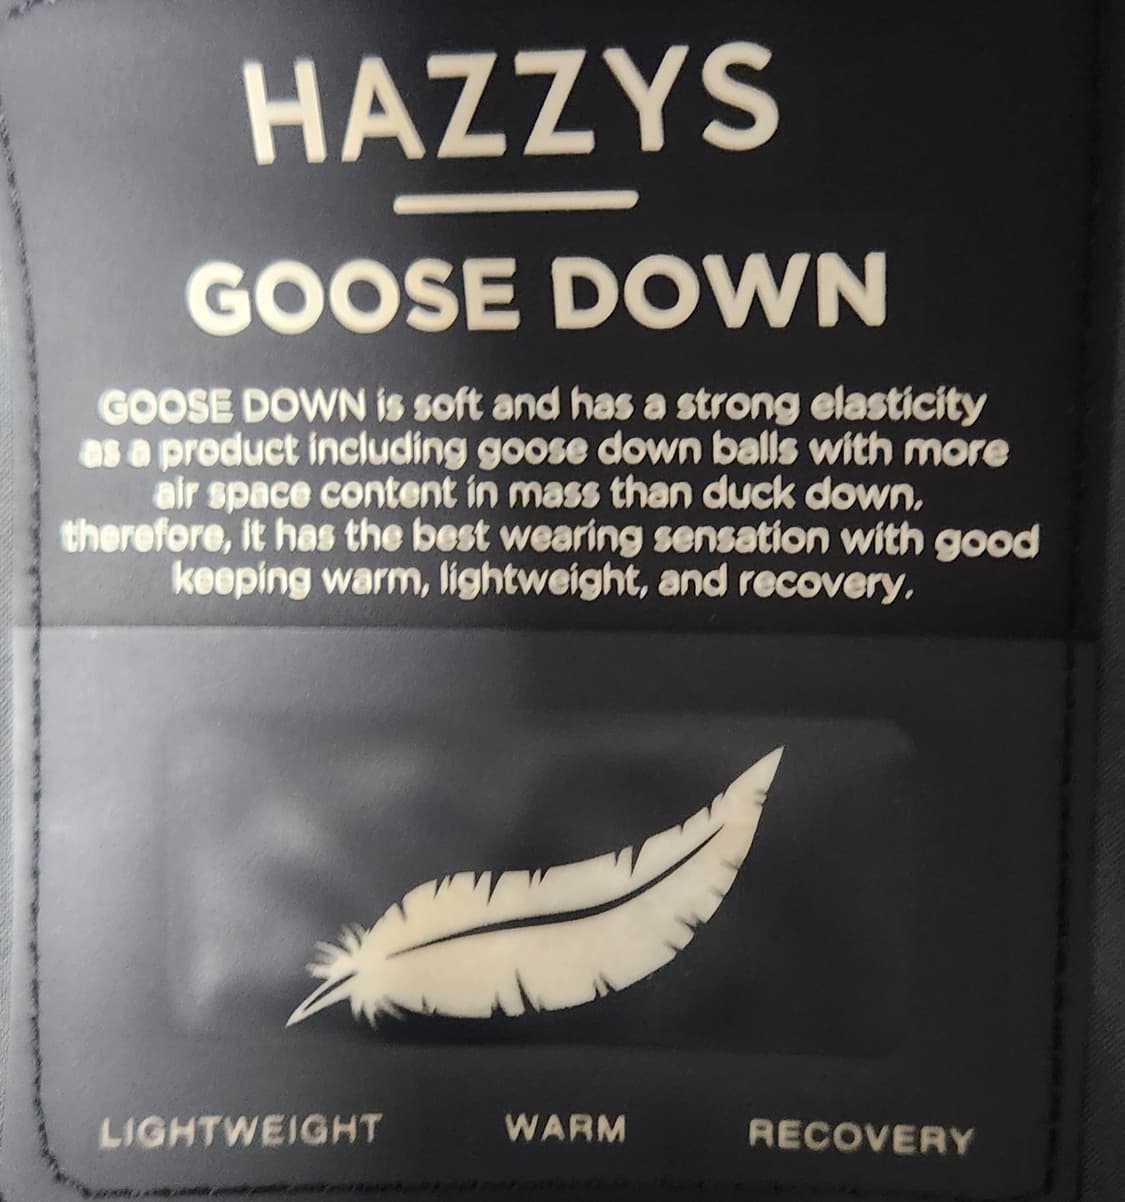 HAZZYS
GOOSE DOWN
GOOSE DOWN is soft and has a strong elasticity
as a product including goose down balls with more
air space content in mass than duck down.
therefore, it has the best wearing sensation with good
keeping warm, lightweight, and recovery.
LIGHTWEIGHT WARM RECOVERY